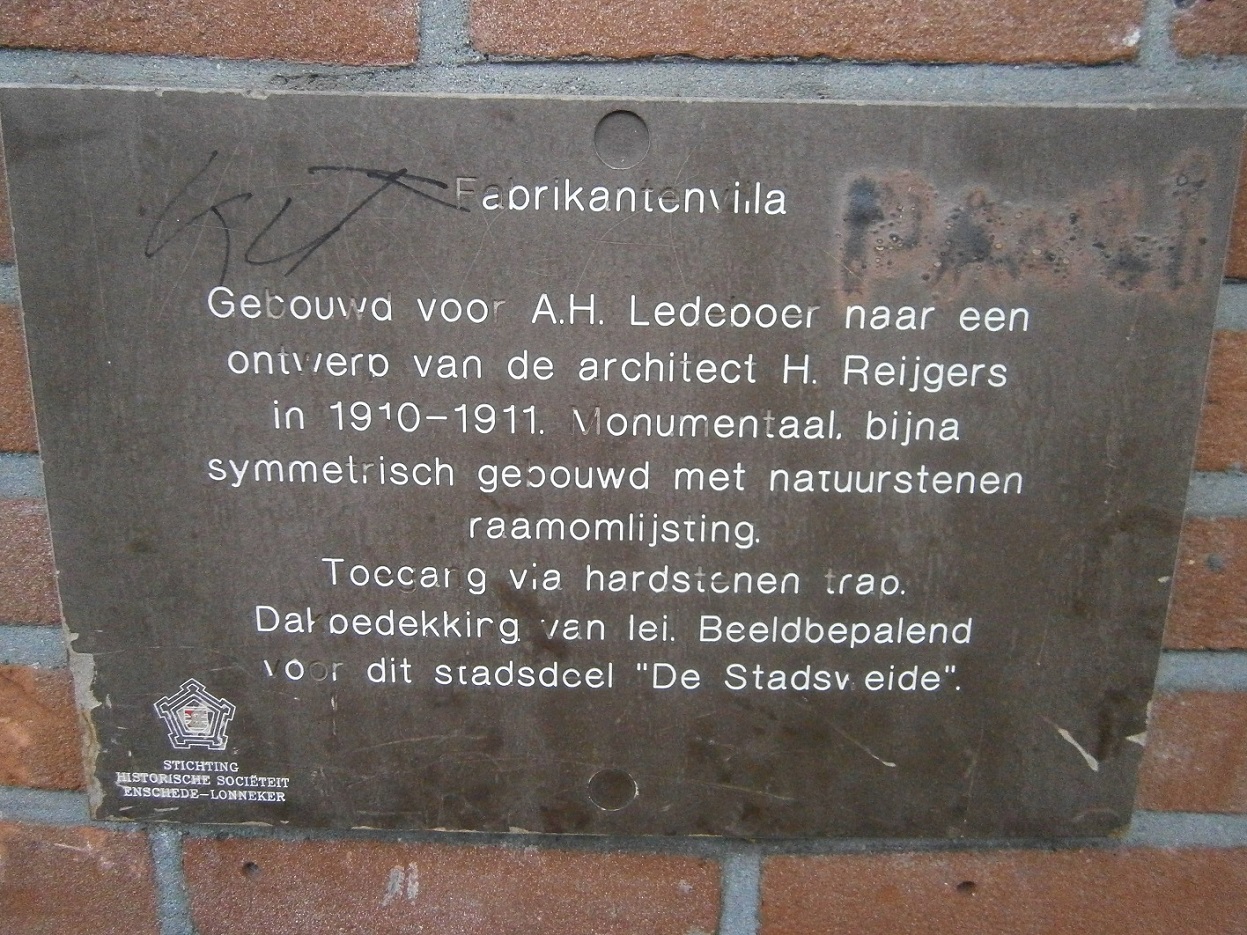 KUT
Fabrikantenvilla
Gebouwd voor A.H. Ledeboer naar een
ontwerp van de architect H. Reijgers
in 1910-1911. Monumentaal, bijna
symmetrisch gebouwd met natuurstenen
raamomlijsting.
Toegang via hardstenen trap.
Dakbedekking van lei. Beeldbepalend
voor dit stadsdeel "De Stadsweide".
STICHTING
HISTORISCHE SOCIËTEIT
ENSCHEDE-LONNEKER